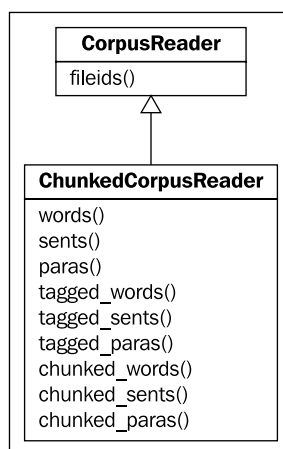 CorpusReader
fileids()
ChunkedCorpusReader
words()
sents()
paras()
tagged_words()
tagged_sents()
tagged_paras()
chunked_words()
chunked_sents()
chunked_paras()